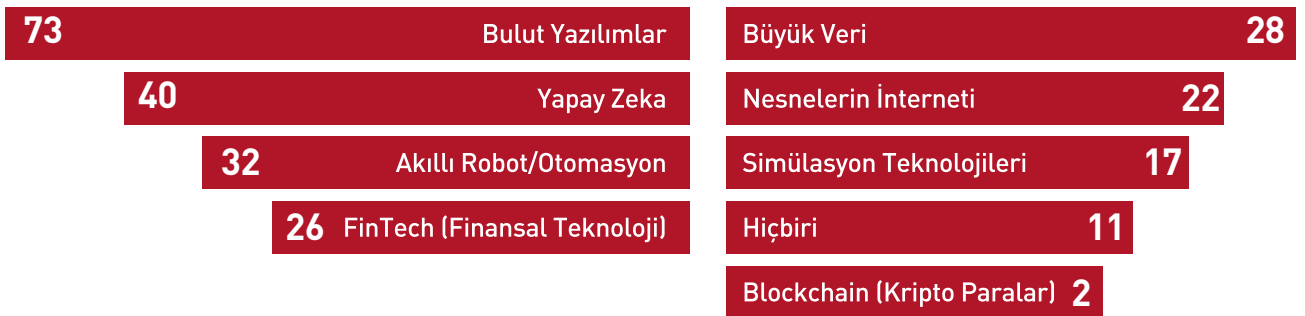 73 Bulut Yazılımlar
40 Yapay Zeka
32 Akıllı Robot/Otomasyon
26 FinTech (Finansal Teknoloji)
Büyük Veri 28
Nesnelerin İnterneti 22
Simülasyon Teknolojileri 17
Hiçbiri 11
Blockchain (Kripto Paralar) 2